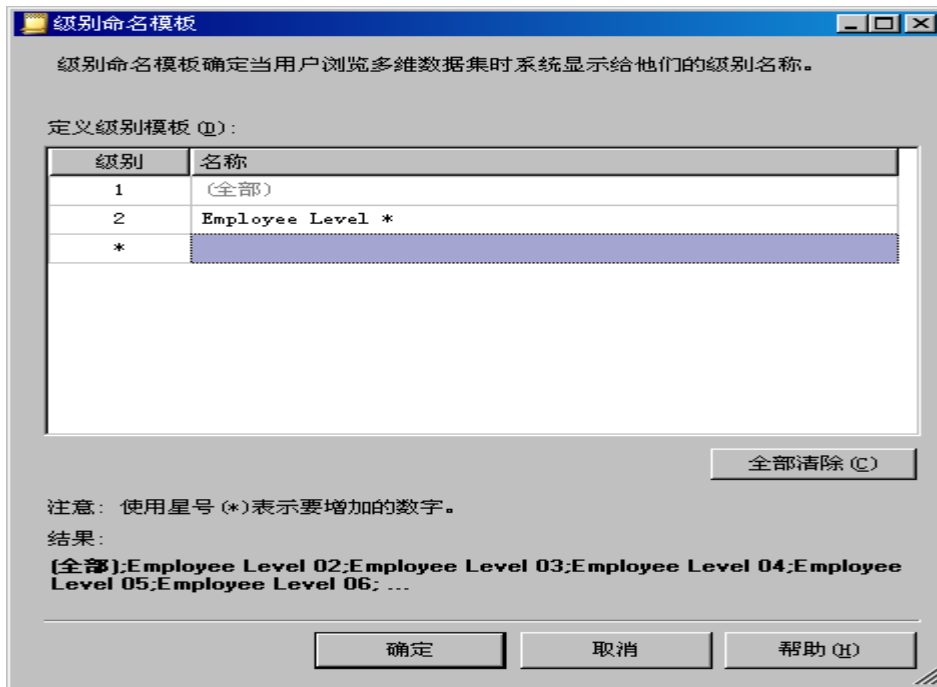 级别命名模板
级别命名模板确定当用户浏览多维数据集时系统显示给他们的级别名称。
定义级别模板(D):
级别 名称
1 (全部)
2 Employee Level *
*
全部清除(C)
注意: 使用星号(*)表示要增加的数字。
结果:
(全部);Employee Level 02;Employee Level 03;Employee Level 04;Employee
Level 05;Employee Level 06; ...
确定 取消 帮助(H)